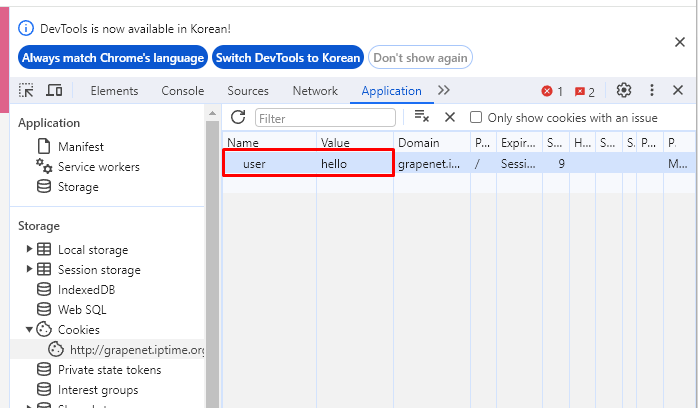 DevTools is now available in Korean!
Always match Chrome's language Switch DevTools to Korean Don't show again
Elements Console Sources Network Application 1 2
Application
Manifest
Service workers
Storage
Storage
Local storage
Session storage
IndexedDB
Web SQL
Cookies
http://grapenet.iptime.org
Private state tokens
Interest groups
Filter Only show cookies with an issue
Name Value Domain P... Expir... S... H... S... S... S P... P.
user hello grapenet.i... / Sessi... 9 M...